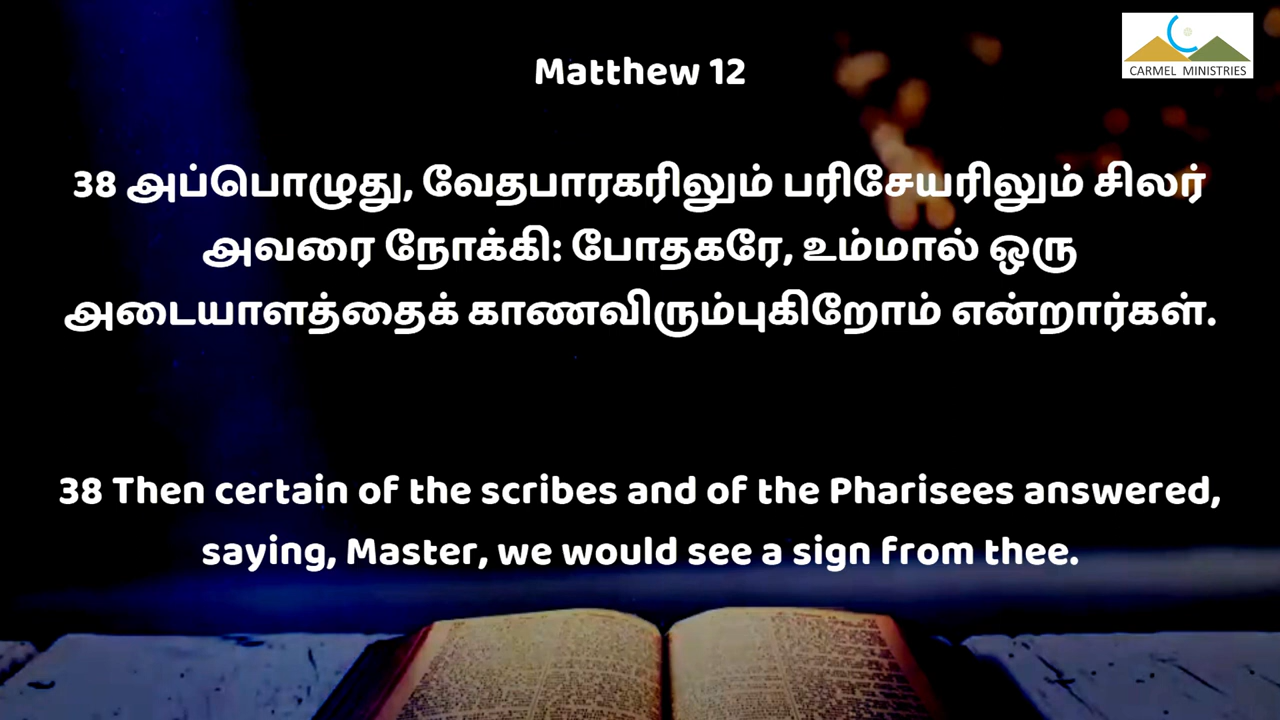 CARMEL MINISTRIES
Matthew 12
38 அப்பொழுது, வேதபாரகரிலும் பரிசேயரிலும் சிலர்
அவரை நோக்கி: போதகரே, உம்மால் ஒரு
அடையாளத்தைக் காணவிரும்புகிறோம் என்றார்கள்.
38 Then certain of the scribes and of the Pharisees answered,
saying, Master, we would see a sign from thee.